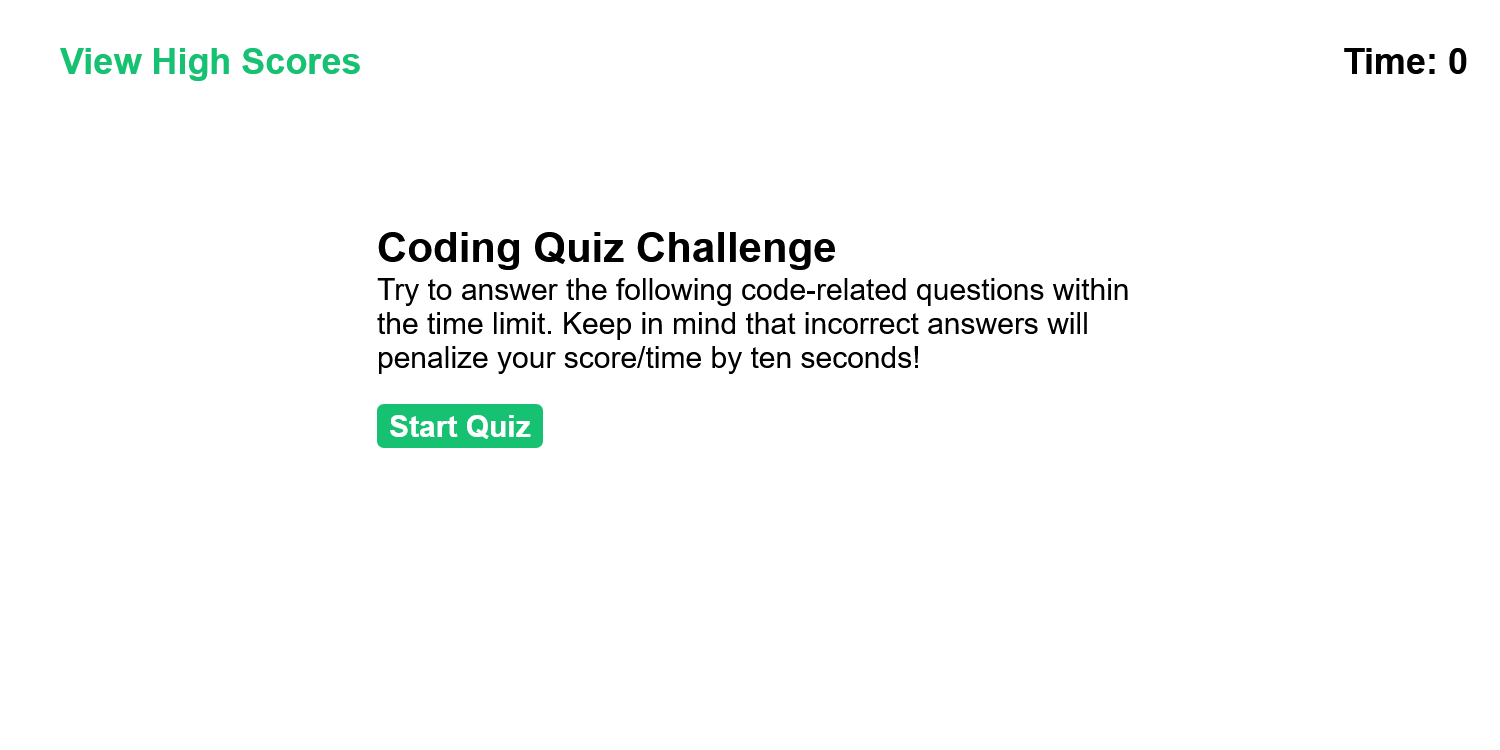 View High Scores
Time: 0
Coding Quiz Challenge
Try to answer the following code-related questions within
the time limit. Keep in mind that incorrect answers will
penalize your score/time by ten seconds!
Start Quiz